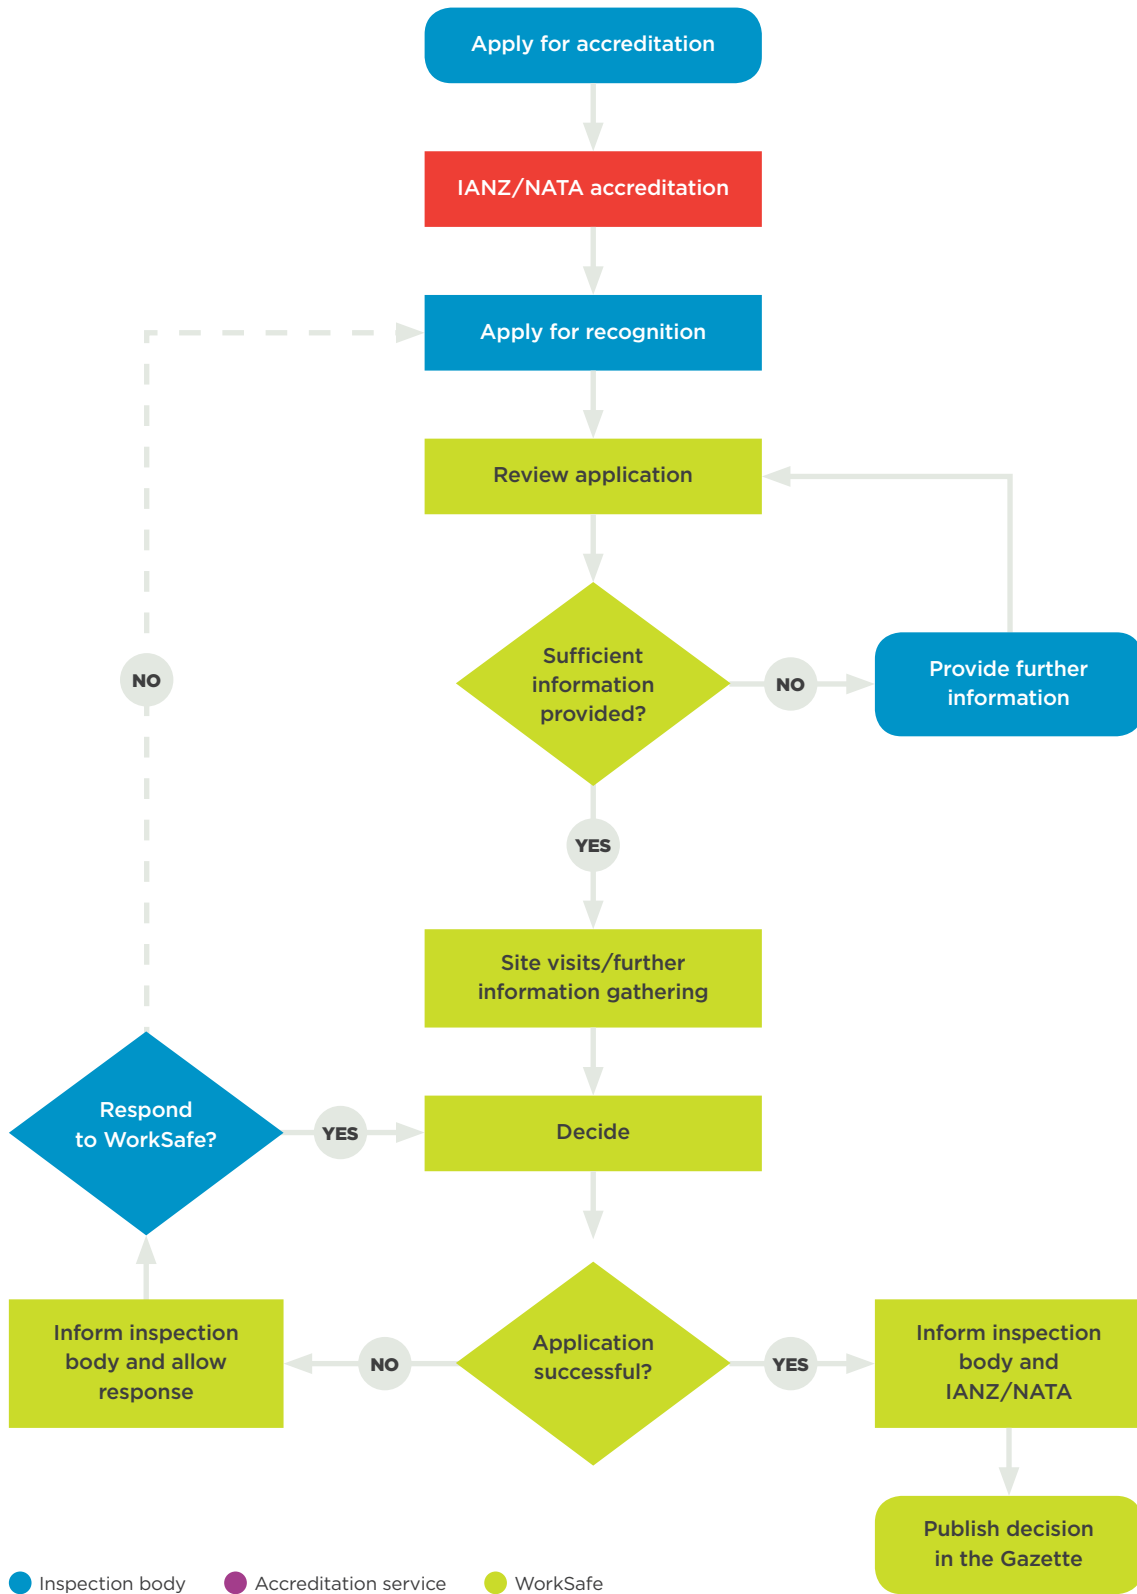 Apply for accreditation
IANZ/NATA accreditation
Apply for recognition
Review application
Sufficient
information
provided?
NO
Provide further
information
NO
YES
Site visits/further
information gathering
Respond
to WorkSafe?
YES
Decide
Inform inspection
body and allow
response
NO
Application
successful?
YES
Inform inspection
body and
IANZ/NATA
Publish decision
in the Gazette
Inspection body
Accreditation service
WorkSafe